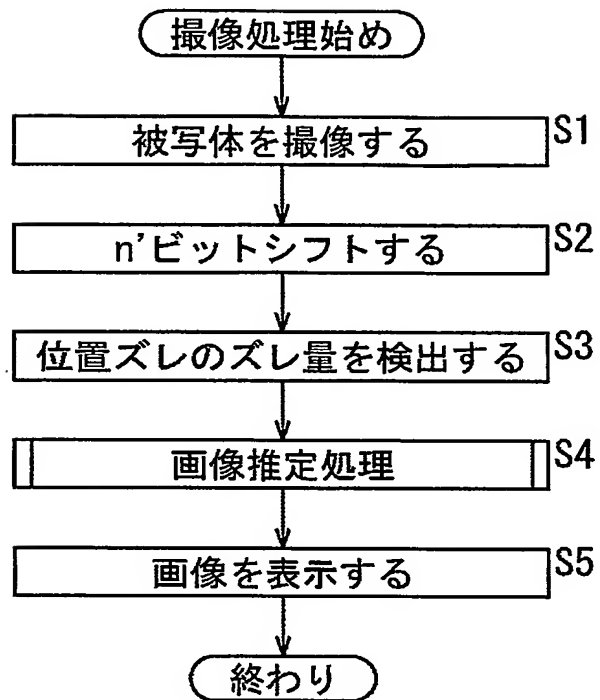 撮像処理始め
被写体を撮像する S1
n'ビットシフトする S2
位置ズレのズレ量を検出する S3
画像推定処理 S4
画像を表示する S5
終わり